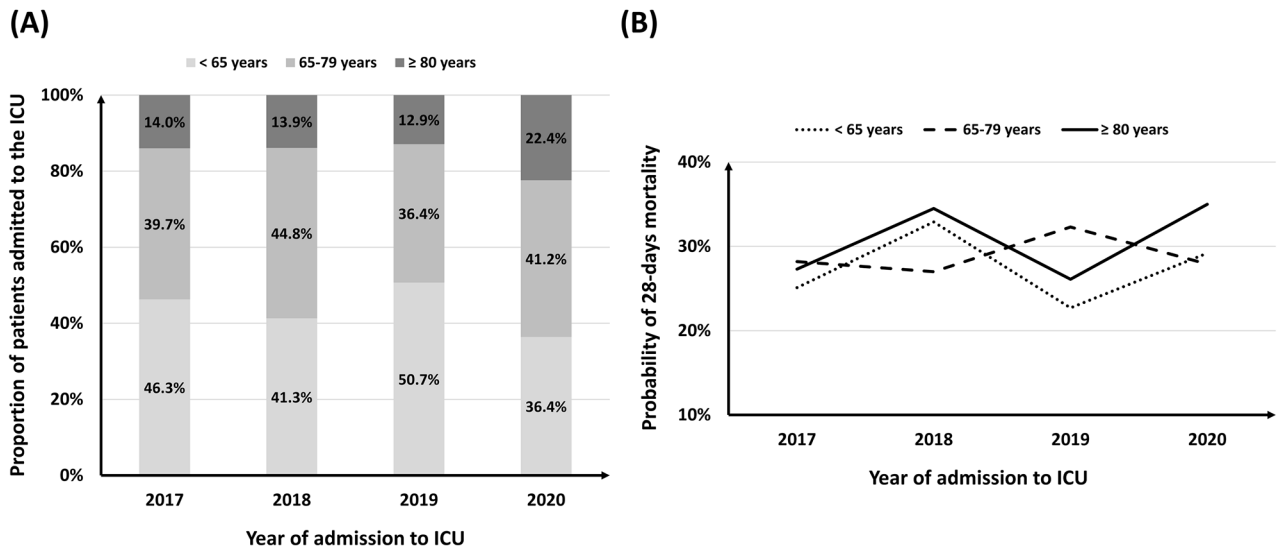 (A)
< 65 years 65-79 years ≥ 80 years
Proportion of patients admitted to the ICU
100%
80%
60%
40%
20%
0%
14.0% 13.9% 12.9% 22.4%
39.7% 44.8% 36.4% 41.2%
46.3% 41.3% 50.7% 36.4%
2017 2018 2019 2020
Year of admission to ICU
(B)
< 65 years 65-79 years ≥ 80 years
Probability of 28-days mortality
40%
30%
20%
10%
2017 2018 2019 2020
Year of admission to ICU